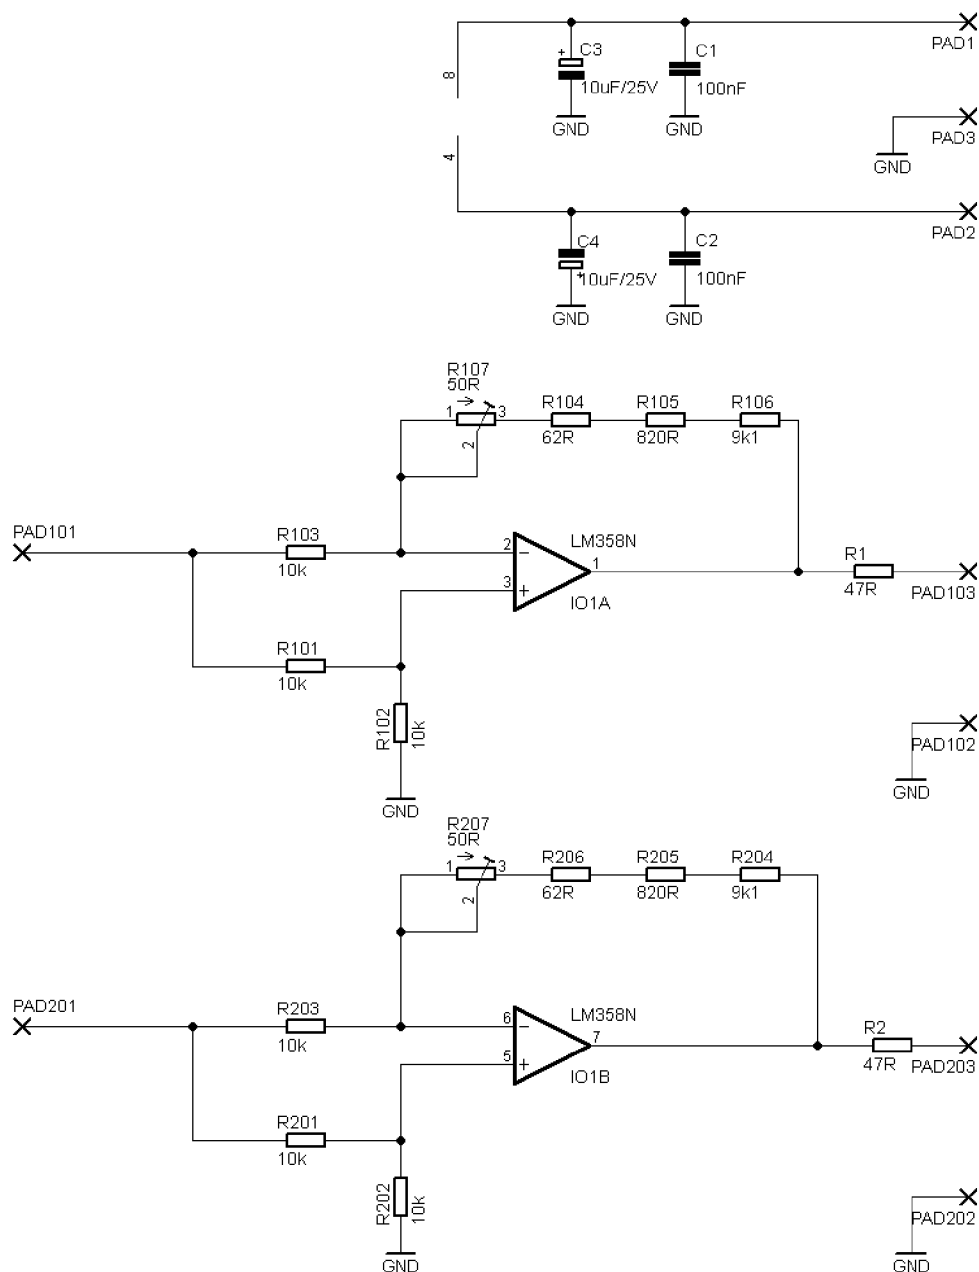 PAD1
+ C3
10uF/25V
C1
100nF
8
GND
GND
PAD3
GND
4
PAD2
C4
+
10uF/25V
C2
100nF
GND
GND
R107
50R
1
3
2
R104
62R
R105
820R
R106
9k1
PAD101
R103
10k
2
3
LM358N
1
IO1A
R1
47R
PAD103
R101
10k
R102
10k
GND
PAD102
GND
R207
50R
1
3
2
R206
62R
R205
820R
R204
9k1
PAD201
R203
10k
6
5
LM358N
7
IO1B
R2
47R
PAD203
R201
10k
R202
10k
GND
PAD202
GND